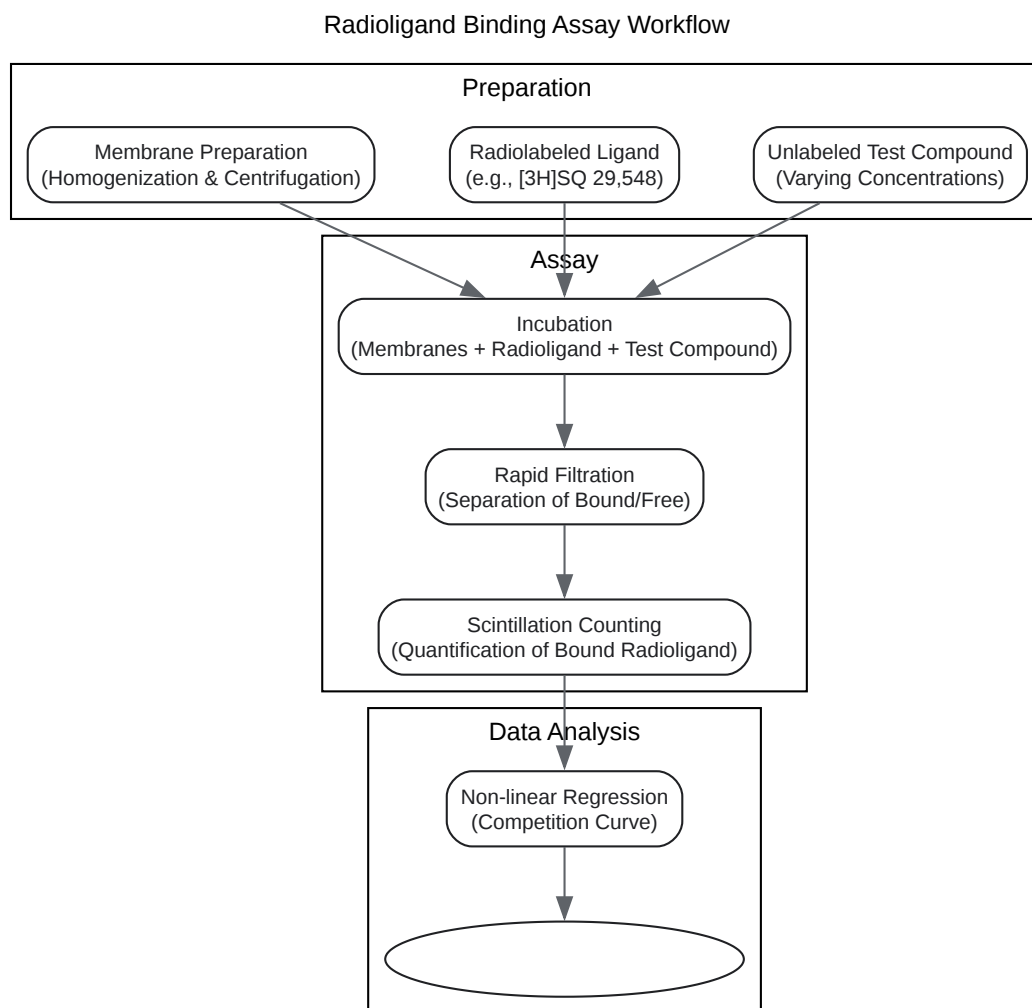 Radioligand Binding Assay Workflow
Preparation
Membrane Preparation
(Homogenization & Centrifugation)
Radiolabeled Ligand
(e.g., [3H]SQ 29,548)
Unlabeled Test Compound
(Varying Concentrations)
Assay
Incubation
(Membranes + Radioligand + Test Compound)
Rapid Filtration
(Separation of Bound/Free)
Scintillation Counting
(Quantification of Bound Radioligand)
Data Analysis
Non-linear Regression
(Competition Curve)